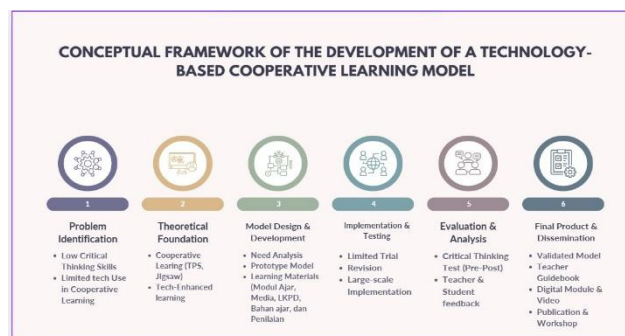 CONCEPTUAL FRAMEWORK OF THE DEVELOPMENT OF A TECHNOLOGY-
BASED COOPERATIVE LEARNING MODEL
1
Problem
Identification
• Low Critical
Thinking Skills
• Limited tech Use
in Cooperative
Learning
2
Theoretical
Foundation
• Cooperative
Learing (TPS,
Jigsaw)
• Tech-Enhanced
learning
3
Model Design &
Development
• Need Analysis
• Prototype Model
• Learning Materials
(Modul Ajar,
Media, LKPD,
Bahan ajar, dan
Penilaian
4
Implementation &
Testing
• Limited Trial
• Revision
• Large-scale
Implementation
5
Evaluation &
Analysis
• Critical Thinking
Test (Pre-Post)
• Teacher &
Student
feedback
6
Final Product &
Dissemination
• Validated Model
• Teacher
Guidebook
• Digital Module &
Video
• Publication &
Workshop